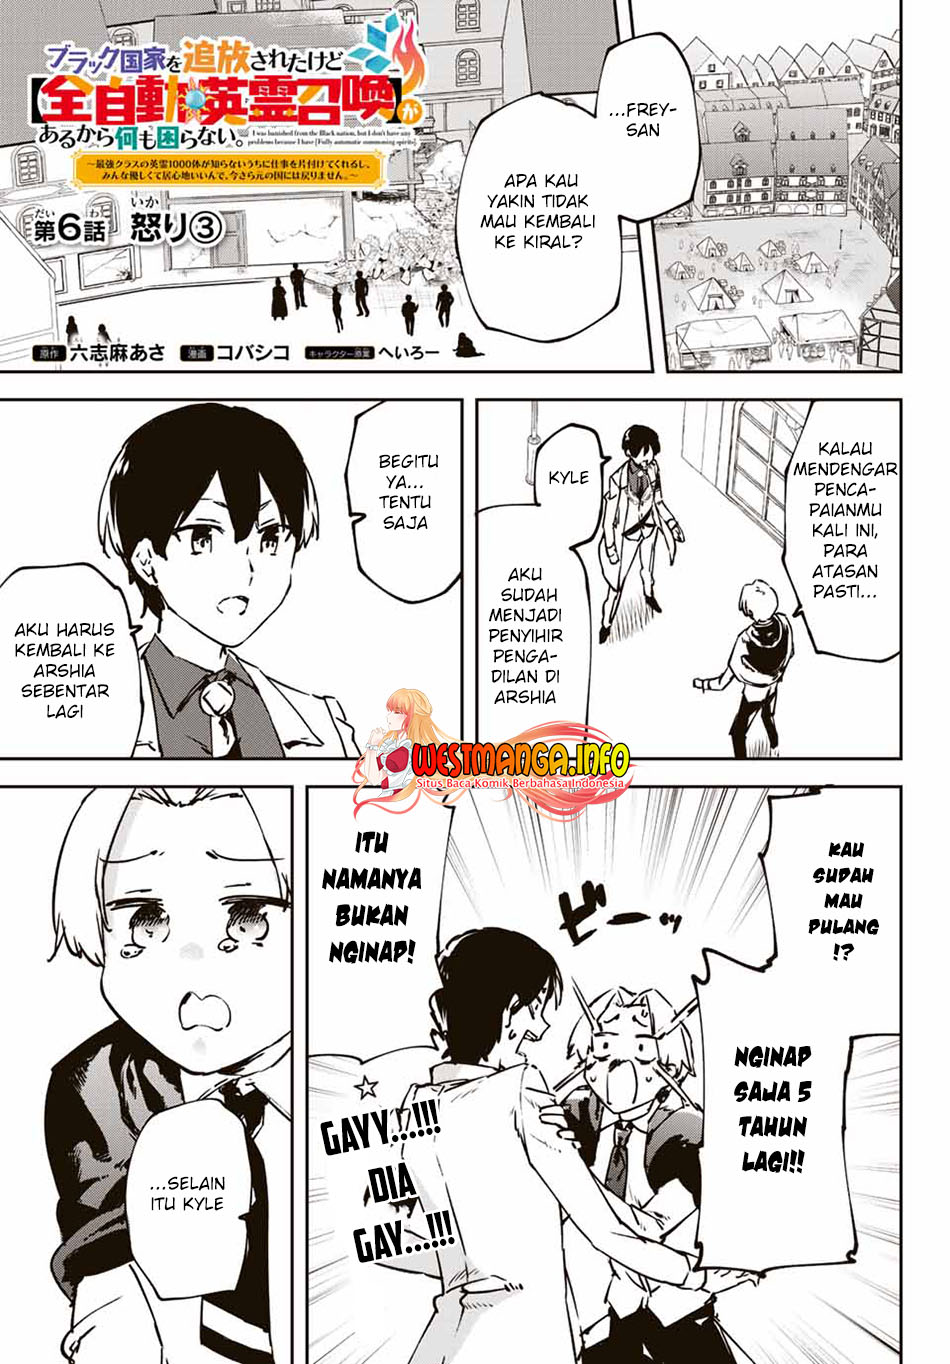 ブラック国家を追放されたけど
【全自動英霊召喚】が
あるから何も困らない。
I was banished from the Black nation, but I don't have any
problems because I have [Fully automatic summoning spirits].
〜最強クラスの英霊1000体が知らないうちに仕事を片付けてくれるし、
みんな優しくて居心地いいんで、今さら元の国には戻りません。〜
だい わ いか
第6話 怒り③
原作 六志麻あさ 漫画 コバシコ キャラクター原案 へいろー
...FREY-
SAN
APA KAU
YAKIN TIDAK
MAU KEMBALI
KE KIRAL?
KALAU
MENDENGAR
PENCA-
PAIANMU
KALI INI,
PARA
ATASAN
PASTI...
KYLE
AKU
SUDAH
MENJADI
PENYIHIR
PENGA-
DILAN DI
ARSHIA
BEGITU
YA...
TENTU
SAJA
AKU HARUS
KEMBALI KE
ARSHIA
SEBENTAR
LAGI
WESTMANGA.INFO
Situs Baca Komik Berbahasa Indonesia
KAU
SUDAH
MAU
PULANG
!?
NGINAP
SAJA 5
TAHUN
LAGI!!
ビーッ
ITU
NAMANYA
BUKAN
NGINAP!
GAYY...!!!
DIA
GAY...!!!
...SELAIN
ITU KYLE